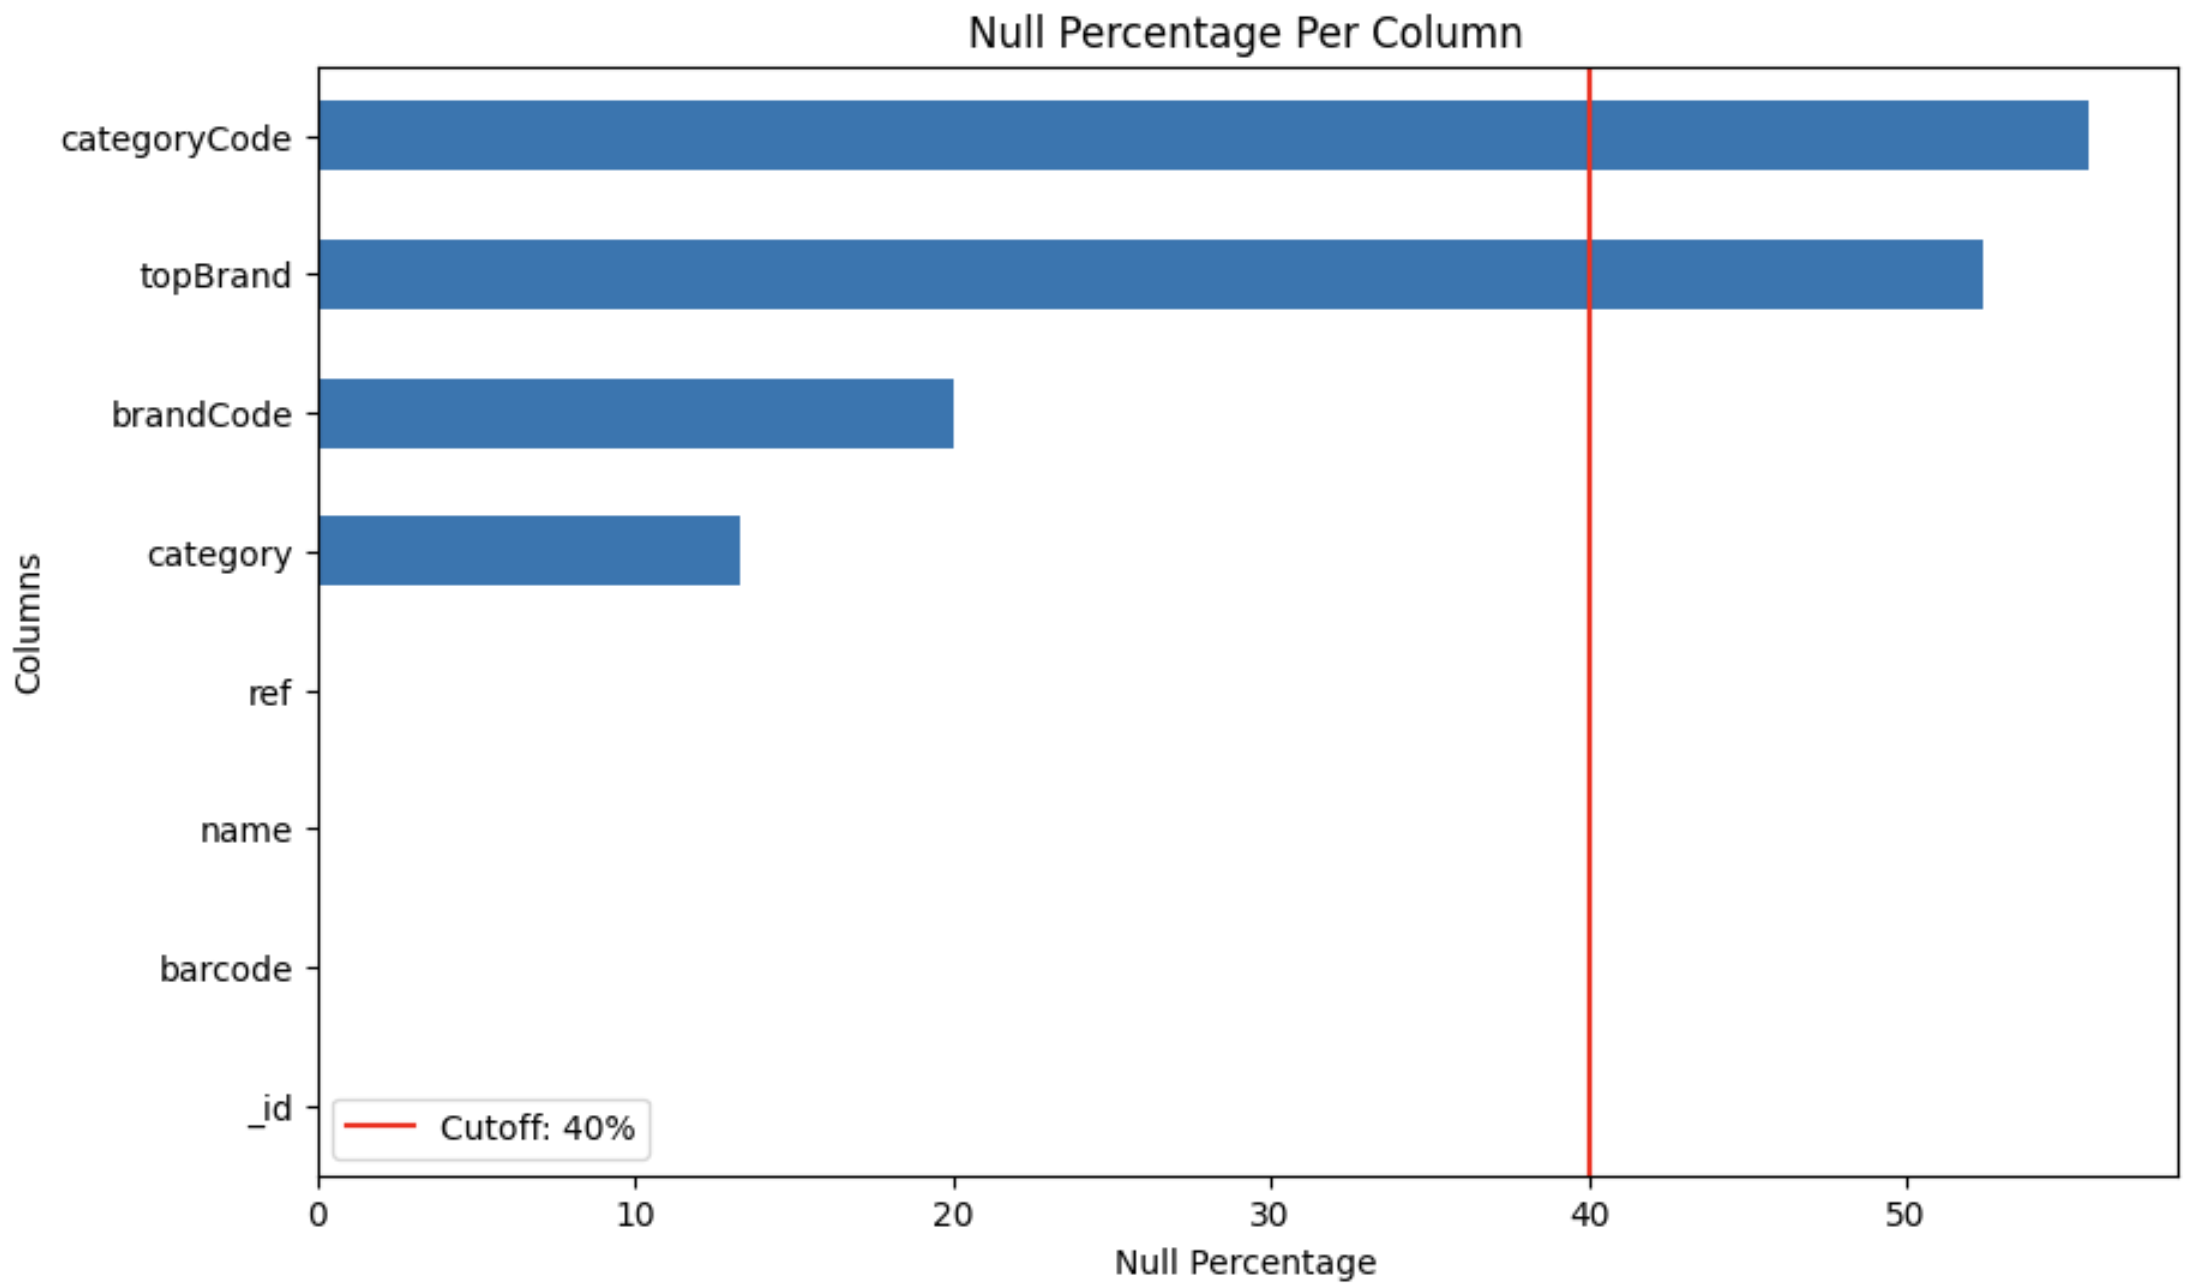 Null Percentage Per Column
categoryCode
topBrand
brandCode
category
ref
name
barcode
_id
Columns
Cutoff: 40%
0 10 20 30 40 50
Null Percentage